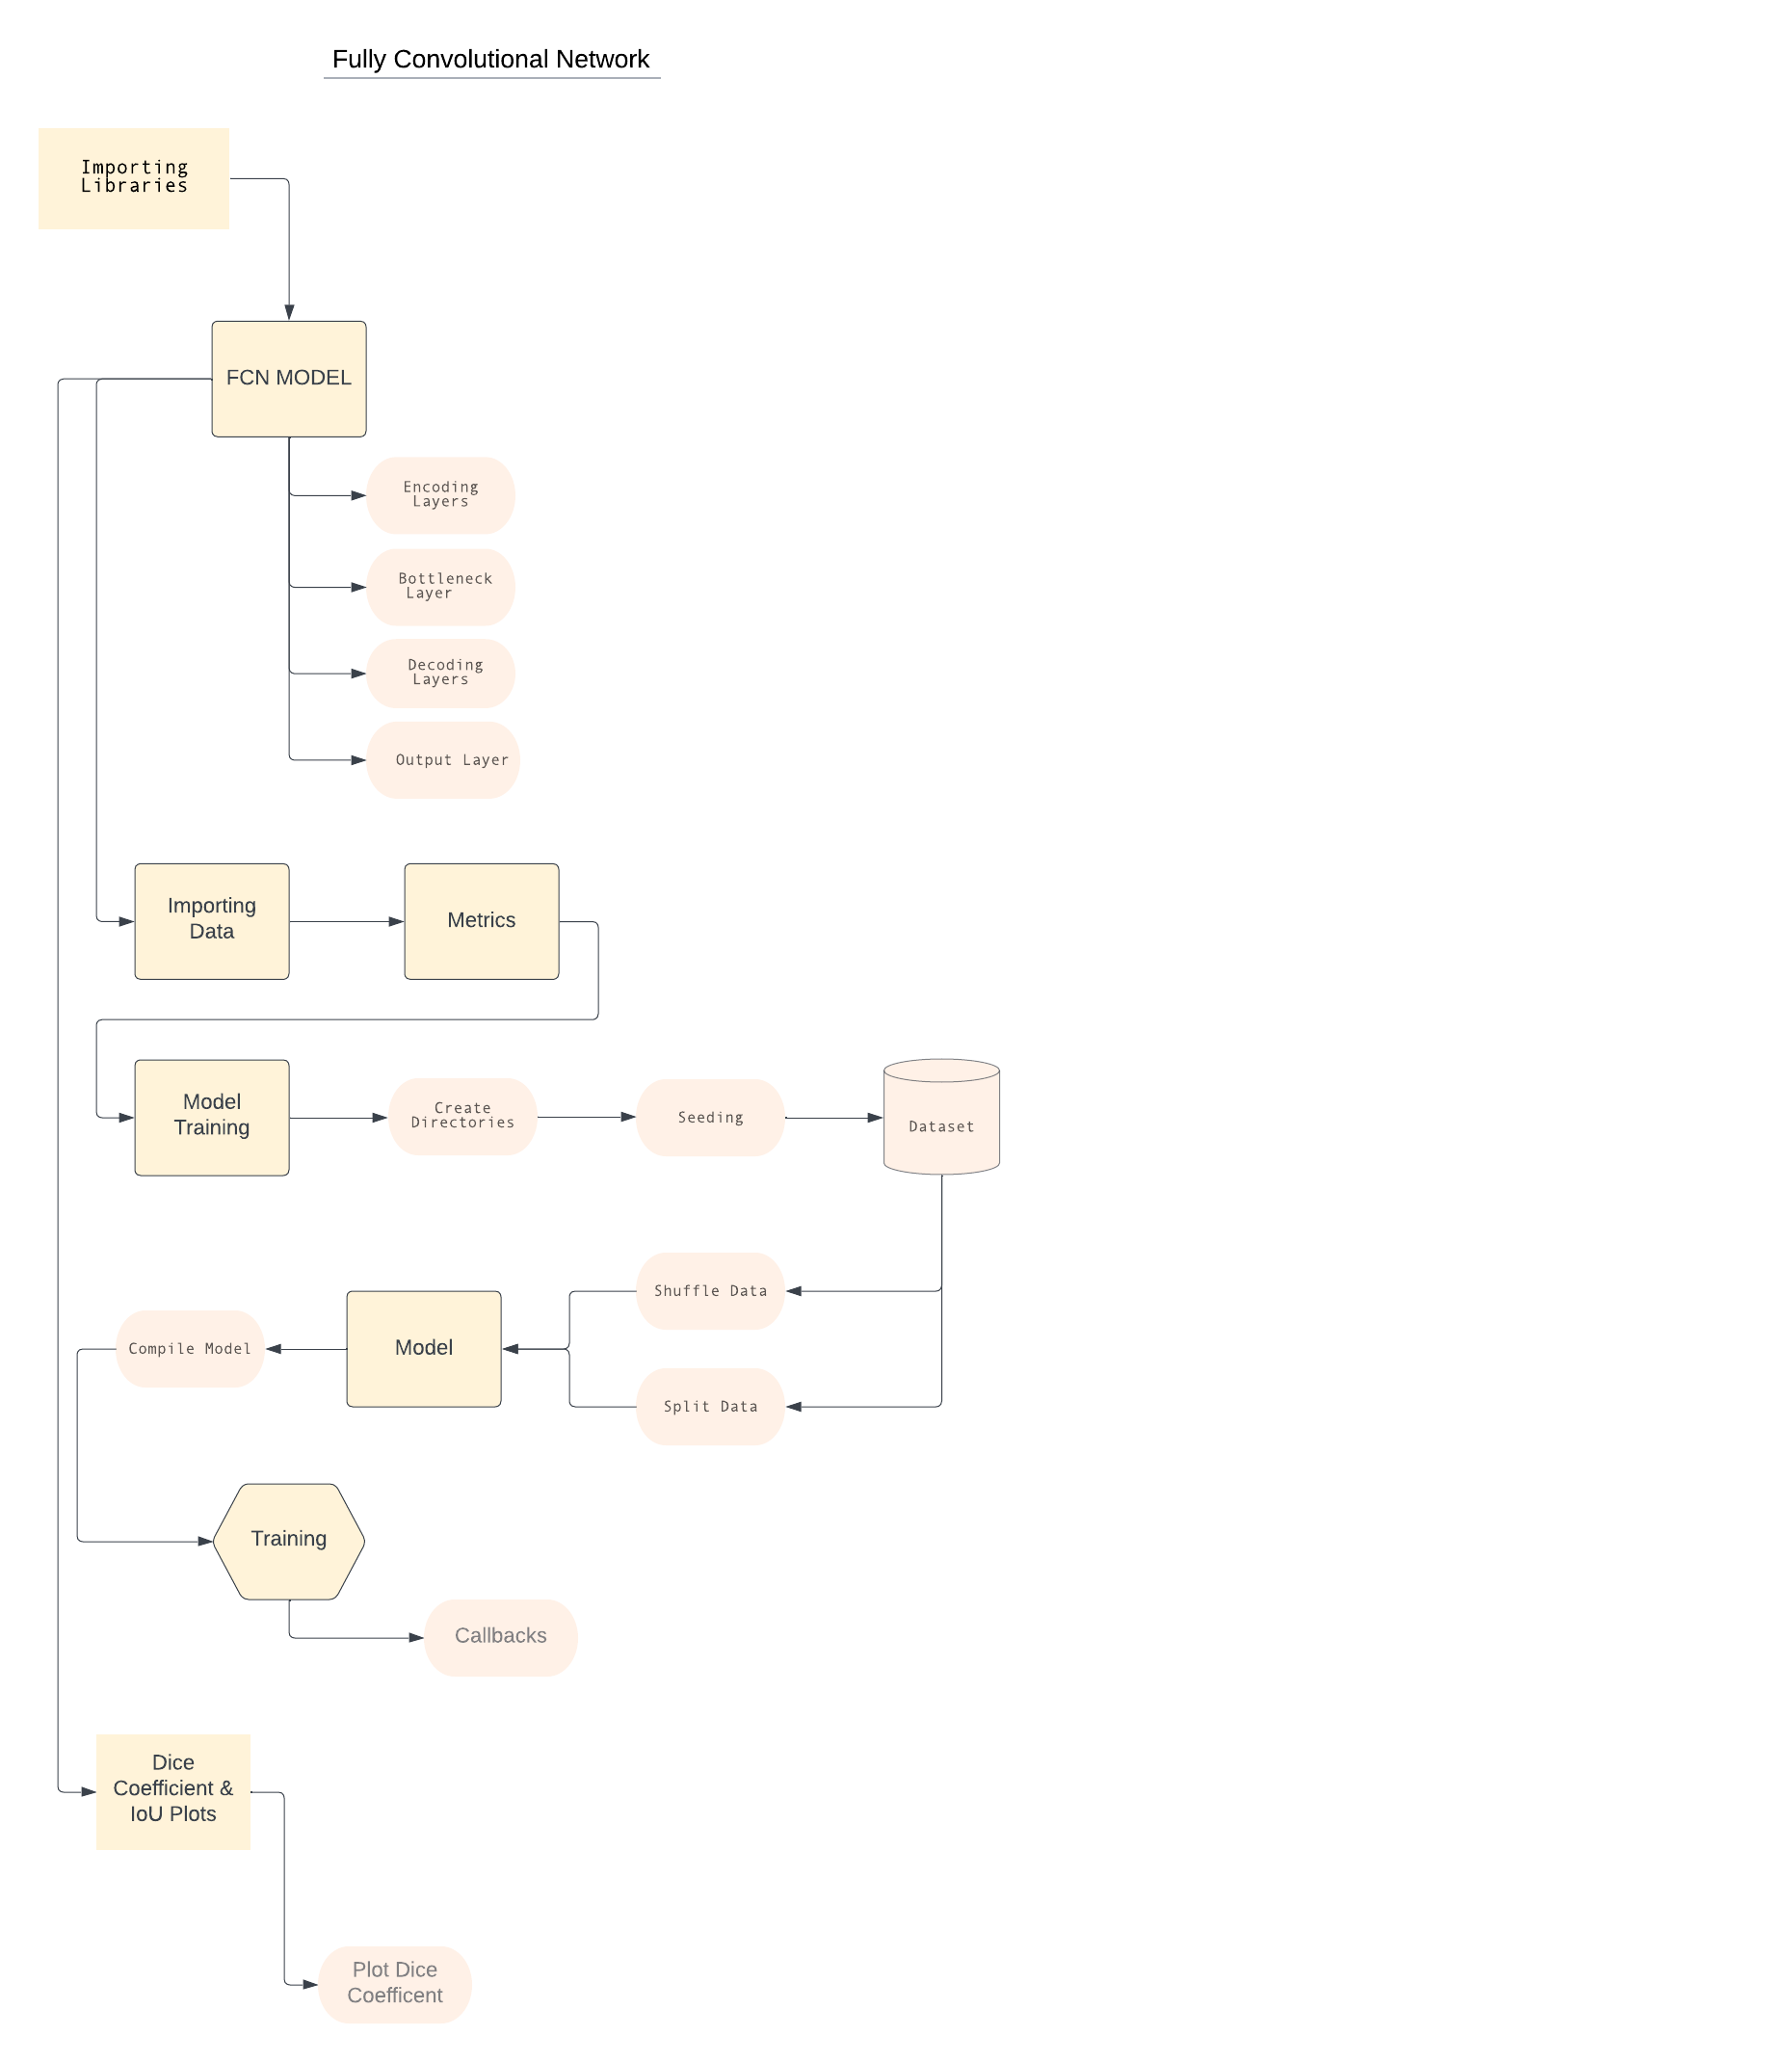 Fully Convolutional Network
Importing
Libraries
FCN MODEL
Encoding
Layers
Bottleneck
Layer
Decoding
Layers
Output Layer
Importing
Data
Metrics
Model
Training
Create
Directories
Seeding
Dataset
Shuffle Data
Compile Model
Model
Split Data
Training
Callbacks
Dice
Coefficient &
IoU Plots
Plot Dice
Coefficent